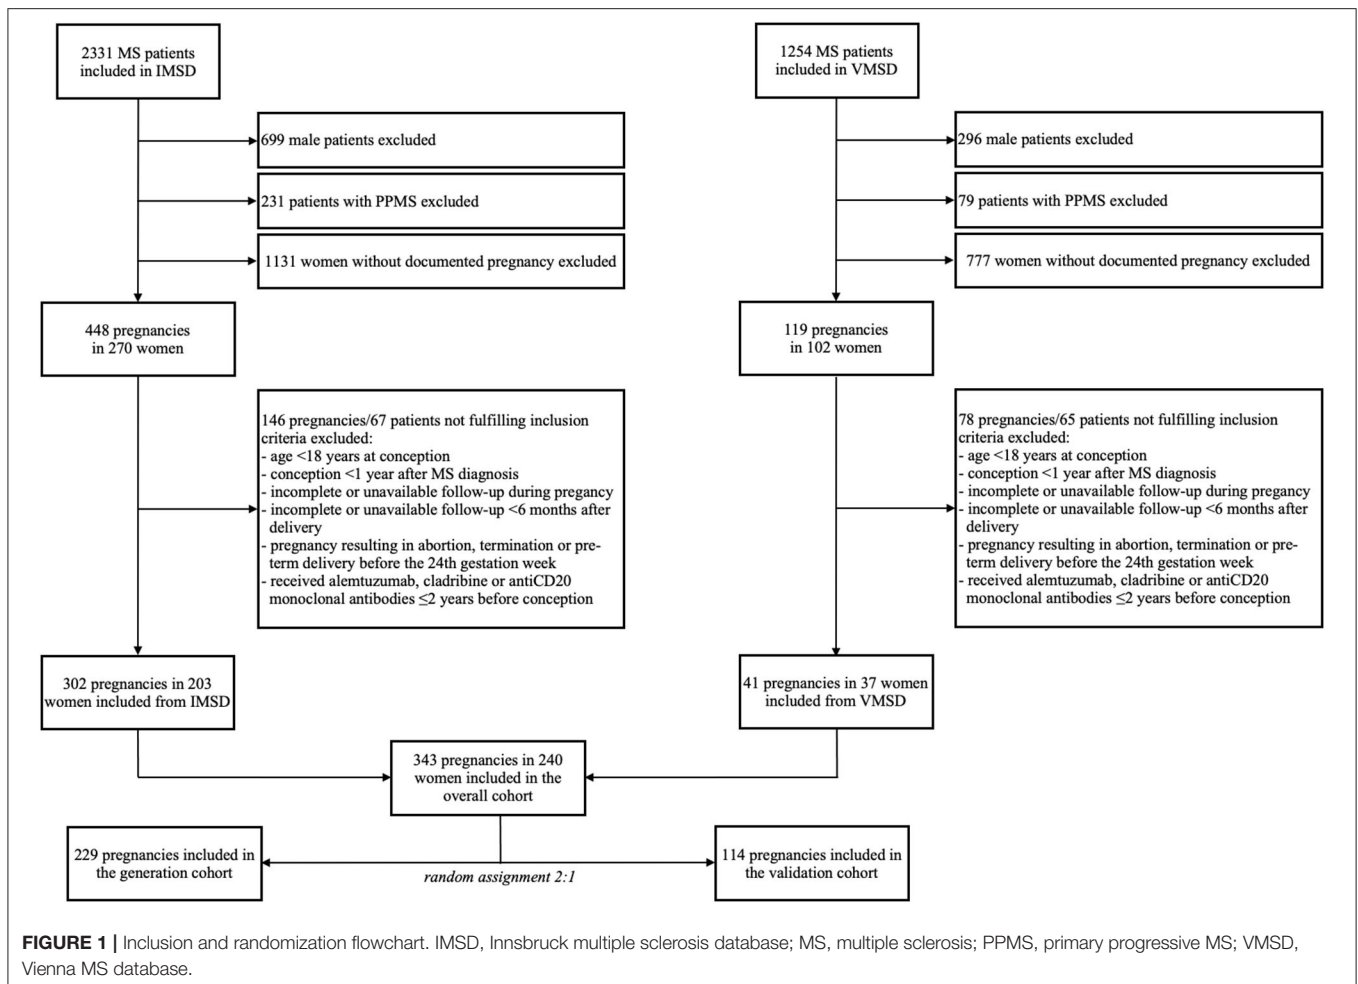 2331 MS patients
included in IMSD
1254 MS patients
included in VMSD
699 male patients excluded
296 male patients excluded
231 patients with PPMS excluded
79 patients with PPMS excluded
1131 women without documented pregnancy excluded
777 women without documented pregnancy excluded
448 pregnancies
in 270 women
119 pregnancies
in 102 women
146 pregnancies/67 patients not fulfilling inclusion
criteria excluded:
- age <18 years at conception
- conception <1 year after MS diagnosis
- incomplete or unavailable follow-up during pregancy
- incomplete or unavailable follow-up <6 months after
delivery
- pregnancy resulting in abortion, termination or pre-
term delivery before the 24th gestation week
- received alemtuzumab, cladribine or antiCD20
monoclonal antibodies ≤2 years before conception
78 pregnancies/65 patients not fulfilling inclusion
criteria excluded:
- age <18 years at conception
- conception <1 year after MS diagnosis
- incomplete or unavailable follow-up during pregancy
- incomplete or unavailable follow-up <6 months after
delivery
- pregnancy resulting in abortion, termination or pre-
term delivery before the 24th gestation week
- received alemtuzumab, cladribine or antiCD20
monoclonal antibodies ≤2 years before conception
302 pregnancies in 203
women included from IMSD
41 pregnancies in 37 women
included from VMSD
343 pregnancies in 240
women included in the
overall cohort
229 pregnancies included in
the generation cohort
random assignment 2:1
114 pregnancies included in
the validation cohort
FIGURE 1 | Inclusion and randomization flowchart. IMSD, Innsbruck multiple sclerosis database; MS, multiple sclerosis; PPMS, primary progressive MS; VMSD,
Vienna MS database.